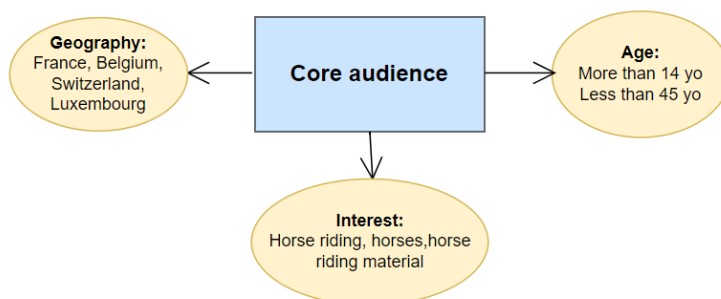 Geography:
France, Belgium,
Switzerland,
Luxembourg
Core audience
Age:
More than 14 yo
Less than 45 yo
Interest:
Horse riding, horses,horse
riding material